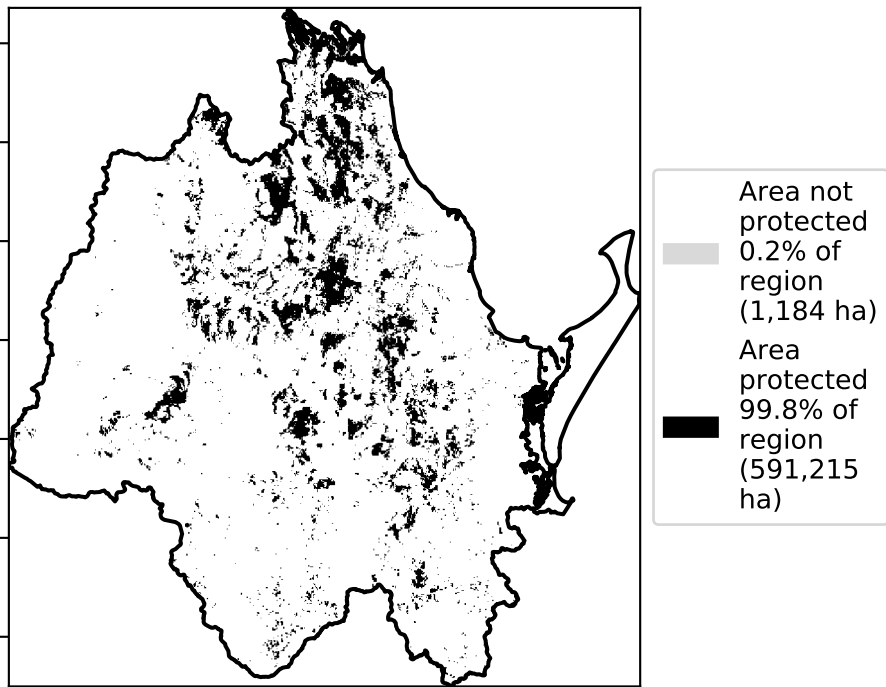 Area not
protected
0.2% of
region
(1,184 ha)
Area
protected
99.8% of
region
(591,215
ha)